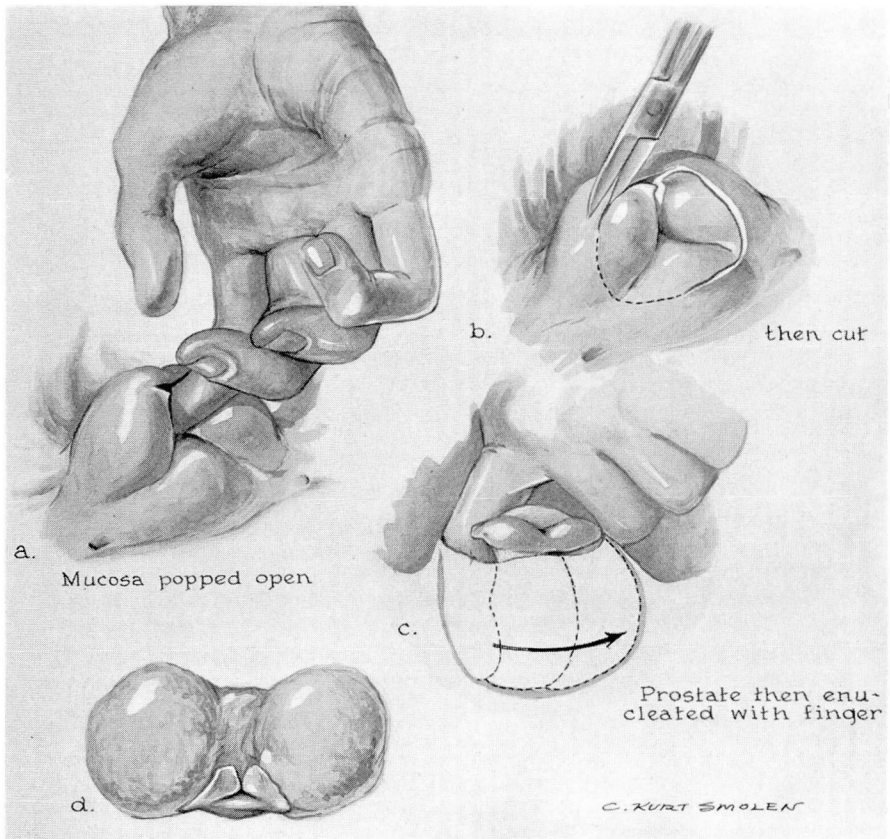 a.
Mucosa popped open
b.
then cut
c.
Prostate then enu-
cleated with finger
d.
C. KURT SMOLEN